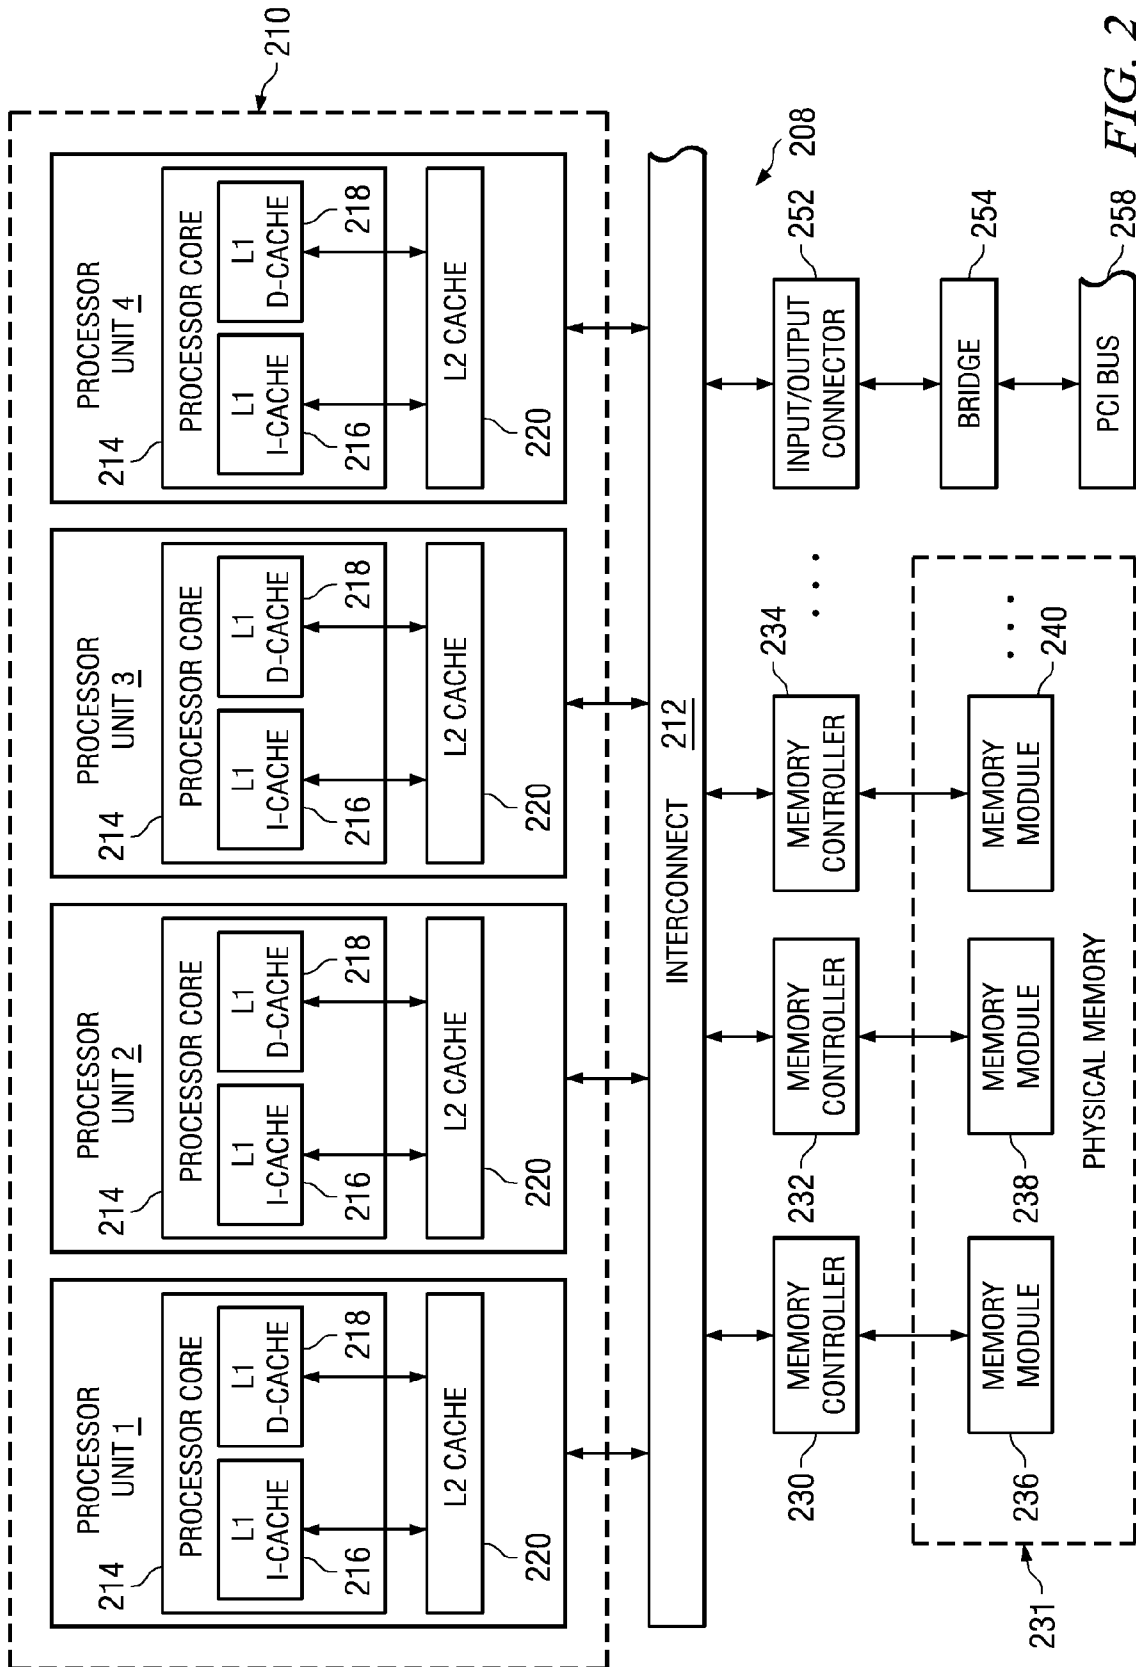 210
PROCESSOR
UNIT 1
214
PROCESSOR CORE
L1
I-CACHE
L1
D-CACHE
216
218
L2 CACHE
220
PROCESSOR
UNIT 2
214
PROCESSOR CORE
L1
I-CACHE
L1
D-CACHE
216
218
L2 CACHE
220
PROCESSOR
UNIT 3
214
PROCESSOR CORE
L1
I-CACHE
L1
D-CACHE
216
218
L2 CACHE
220
PROCESSOR
UNIT 4
214
PROCESSOR CORE
L1
I-CACHE
L1
D-CACHE
216
218
L2 CACHE
220
INTERCONNECT
212
208
230
MEMORY
CONTROLLER
232
MEMORY
CONTROLLER
234
MEMORY
CONTROLLER
. . .
INPUT/OUTPUT
CONNECTOR
252
BRIDGE
254
231
236
MEMORY
MODULE
238
MEMORY
MODULE
240
MEMORY
MODULE
. . .
PHYSICAL MEMORY
PCI BUS
258
FIG. 2